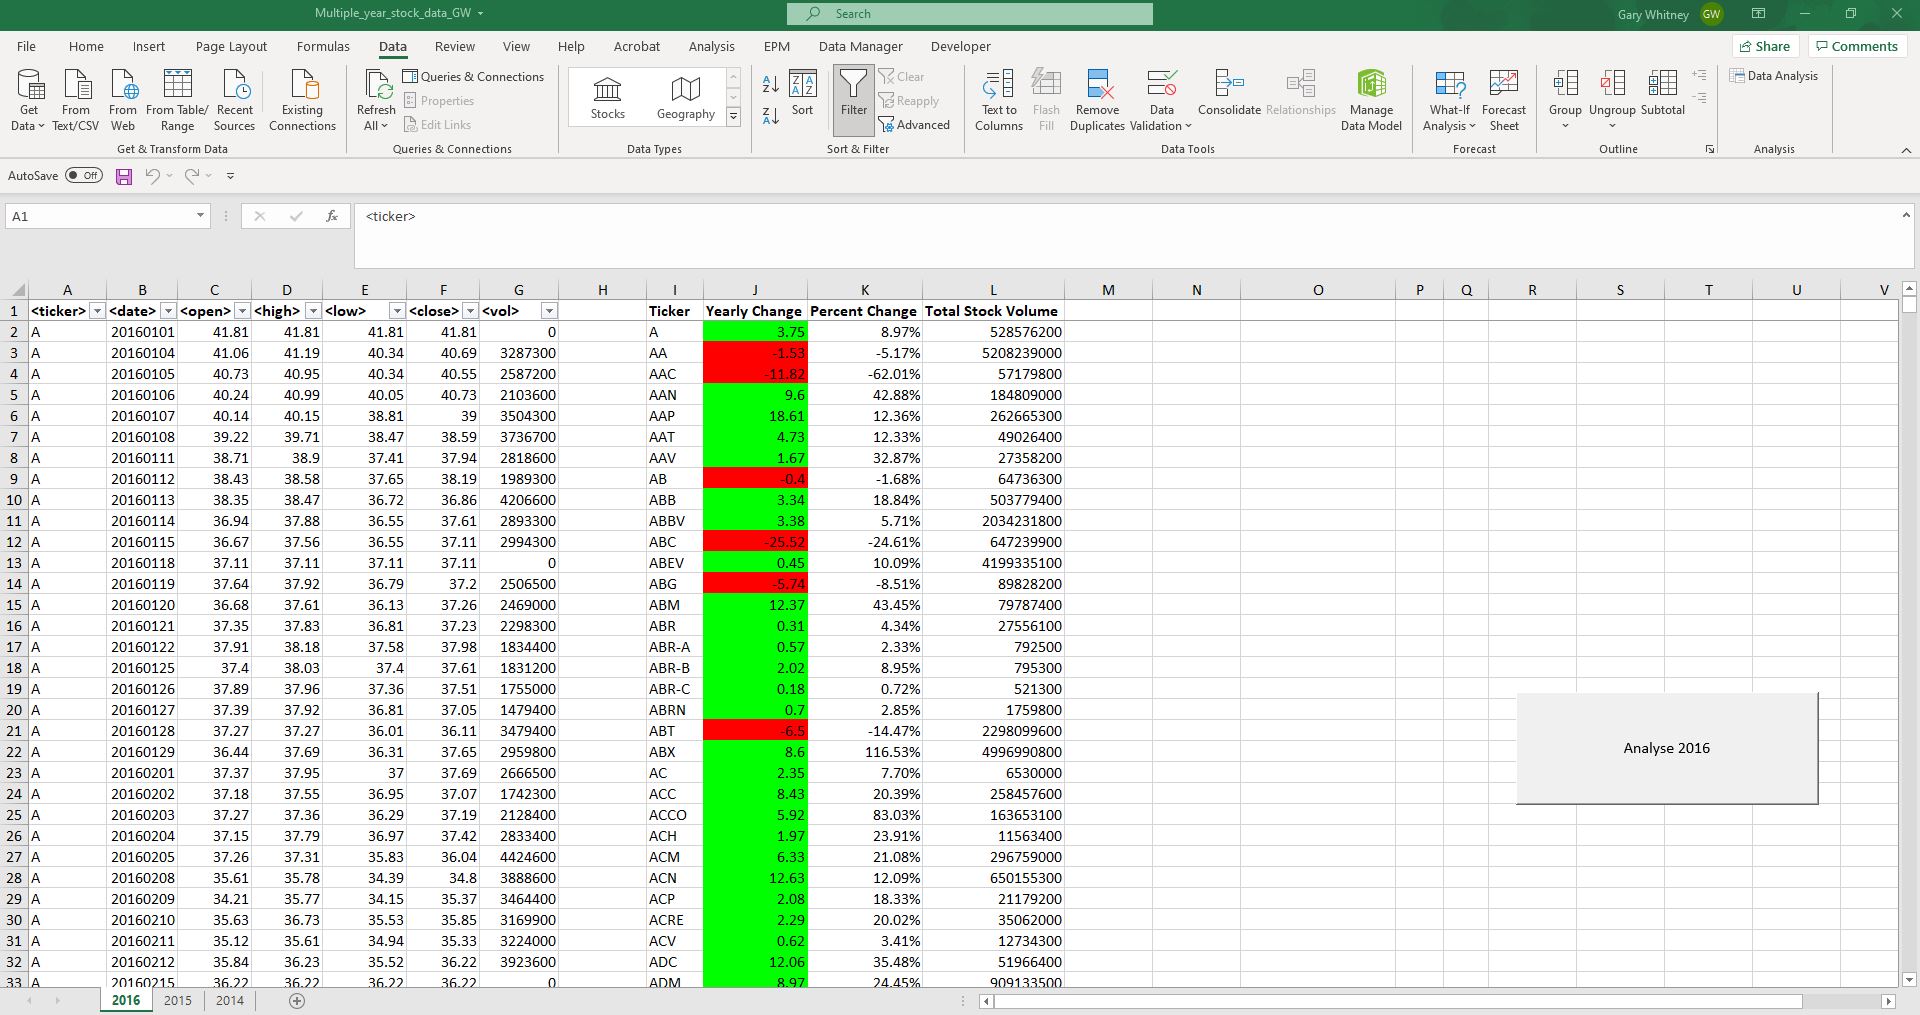 Multiple_year_stock_data_GW
Search
Gary Whitney GW
File Home Insert Page Layout Formulas Data Review View Help Acrobat Analysis EPM Data Manager Developer Share Comments
Get Data From Text/CSV From Web From Table/ Range Recent Sources Existing Connections Refresh All Queries & Connections Properties Edit Links Stocks Geography Sort Filter Clear Reapply Advanced Text to Columns Flash Fill Remove Duplicates Data Validation Consolidate Relationships Manage Data Model What-If Analysis Forecast Sheet Group Ungroup Subtotal Data Analysis
Get & Transform Data Queries & Connections Data Types Sort & Filter Data Tools Forecast Outline Analysis
AutoSave Off
A1 fx <ticker>
A B C D E F G H I J K L M N O P Q R S T U V
1 <ticker> <date> <open> <high> <low> <close> <vol> Ticker Yearly Change Percent Change Total Stock Volume
2 A 20160101 41.81 41.81 41.81 41.81 0 A 3.75 8.97% 528576200
3 A 20160104 41.06 41.19 40.34 40.69 3287300 AA -1.53 -5.17% 5208239000
4 A 20160105 40.73 40.95 40.34 40.55 2587200 AAC -11.82 -62.01% 57179800
5 A 20160106 40.24 40.99 40.05 40.73 2103600 AAN 9.6 42.88% 184809000
6 A 20160107 40.14 40.15 38.81 39 3504300 AAP 18.61 12.36% 262665300
7 A 20160108 39.22 39.71 38.47 38.59 3736700 AAT 4.73 12.33% 49026400
8 A 20160111 38.71 38.9 37.41 37.94 2818600 AAV 1.67 32.87% 27358200
9 A 20160112 38.43 38.58 37.65 38.19 1989300 AB -0.4 -1.68% 64736300
10 A 20160113 38.35 38.47 36.72 36.86 4206600 ABB 3.34 18.84% 503779400
11 A 20160114 36.94 37.88 36.55 37.61 2893300 ABBV 3.38 5.71% 2034231800
12 A 20160115 36.67 37.56 36.55 37.11 2994300 ABC -25.52 -24.61% 647239900
13 A 20160118 37.11 37.11 37.11 37.11 0 ABEV 0.45 10.09% 4199335100
14 A 20160119 37.64 37.92 36.79 37.2 2506500 ABG -5.74 -8.51% 89828200
15 A 20160120 36.68 37.61 36.13 37.26 2469000 ABM 12.37 43.45% 79787400
16 A 20160121 37.35 37.83 36.81 37.23 2298300 ABR 0.31 4.34% 27556100
17 A 20160122 37.91 38.18 37.58 37.98 1834400 ABR-A 0.57 2.33% 792500
18 A 20160125 37.4 38.03 37.4 37.61 1831200 ABR-B 2.02 8.95% 795300
19 A 20160126 37.89 37.96 37.36 37.51 1755000 ABR-C 0.18 0.72% 521300
20 A 20160127 37.39 37.92 36.81 37.05 1479400 ABRN 0.7 2.85% 1759800
21 A 20160128 37.27 37.27 36.01 36.11 3479400 ABT -6.5 -14.47% 2298099600
22 A 20160129 36.44 37.69 36.31 37.65 2959800 ABX 8.6 116.53% 4996990800 Analyse 2016
23 A 20160201 37.37 37.95 37 37.69 2666500 AC 2.35 7.70% 6530000
24 A 20160202 37.18 37.55 36.95 37.07 1742300 ACC 8.43 20.39% 258457600
25 A 20160203 37.27 37.36 36.29 37.19 2128400 ACCO 5.92 83.03% 163653100
26 A 20160204 37.15 37.79 36.97 37.42 2833400 ACH 1.97 23.91% 11563400
27 A 20160205 37.26 37.31 35.83 36.04 4424600 ACM 6.33 21.08% 296759000
28 A 20160208 35.61 35.78 34.39 34.8 3888600 ACN 12.63 12.09% 650155300
29 A 20160209 34.21 35.77 34.15 35.37 3464400 ACP 2.08 18.33% 21179200
30 A 20160210 35.63 36.73 35.53 35.85 3169900 ACRE 2.29 20.02% 35062000
31 A 20160211 35.12 35.61 34.94 35.33 3224000 ACV 0.62 3.41% 12734300
32 A 20160212 35.84 36.23 35.52 36.22 3923600 ADC 12.06 35.48% 51966400
33 A 20160215 36.22 36.22 36.22 36.22 0 ADM 8.97 24.45% 909133500
2016 2015 2014